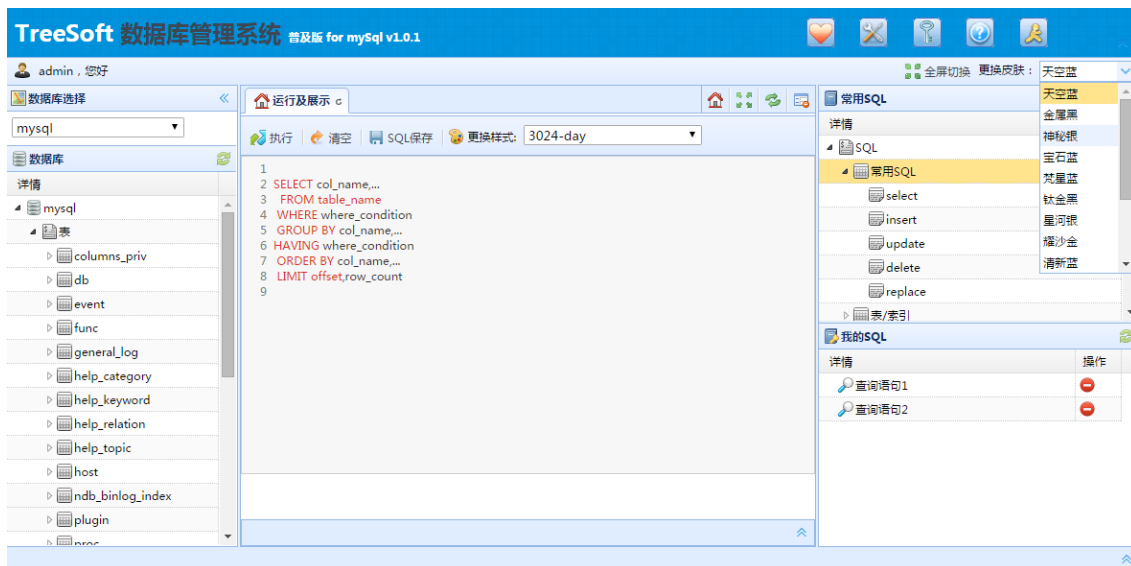 TreeSoft 数据库管理系统 普及版 for mySql v1.0.1
admin，您好
全屏切换 更换皮肤： 天空蓝
数据库选择
mysql
数据库
详情
mysql
表
columns_priv
db
event
func
general_log
help_category
help_keyword
help_relation
help_topic
host
ndb_binlog_index
plugin
proc
运行及展示
执行 清空 SQL保存 更换样式: 3024-day
1
2 SELECT col_name,...
3 FROM table_name
4 WHERE where_condition
5 GROUP BY col_name,...
6 HAVING where_condition
7 ORDER BY col_name,...
8 LIMIT offset,row_count
9
常用SQL
详情
SQL
常用SQL
select
insert
update
delete
replace
表/索引
天空蓝
金属黑
神秘银
宝石蓝
梵星蓝
钛金黑
星河银
耀沙金
清新蓝
我的SQL
详情 操作
查询语句1
查询语句2